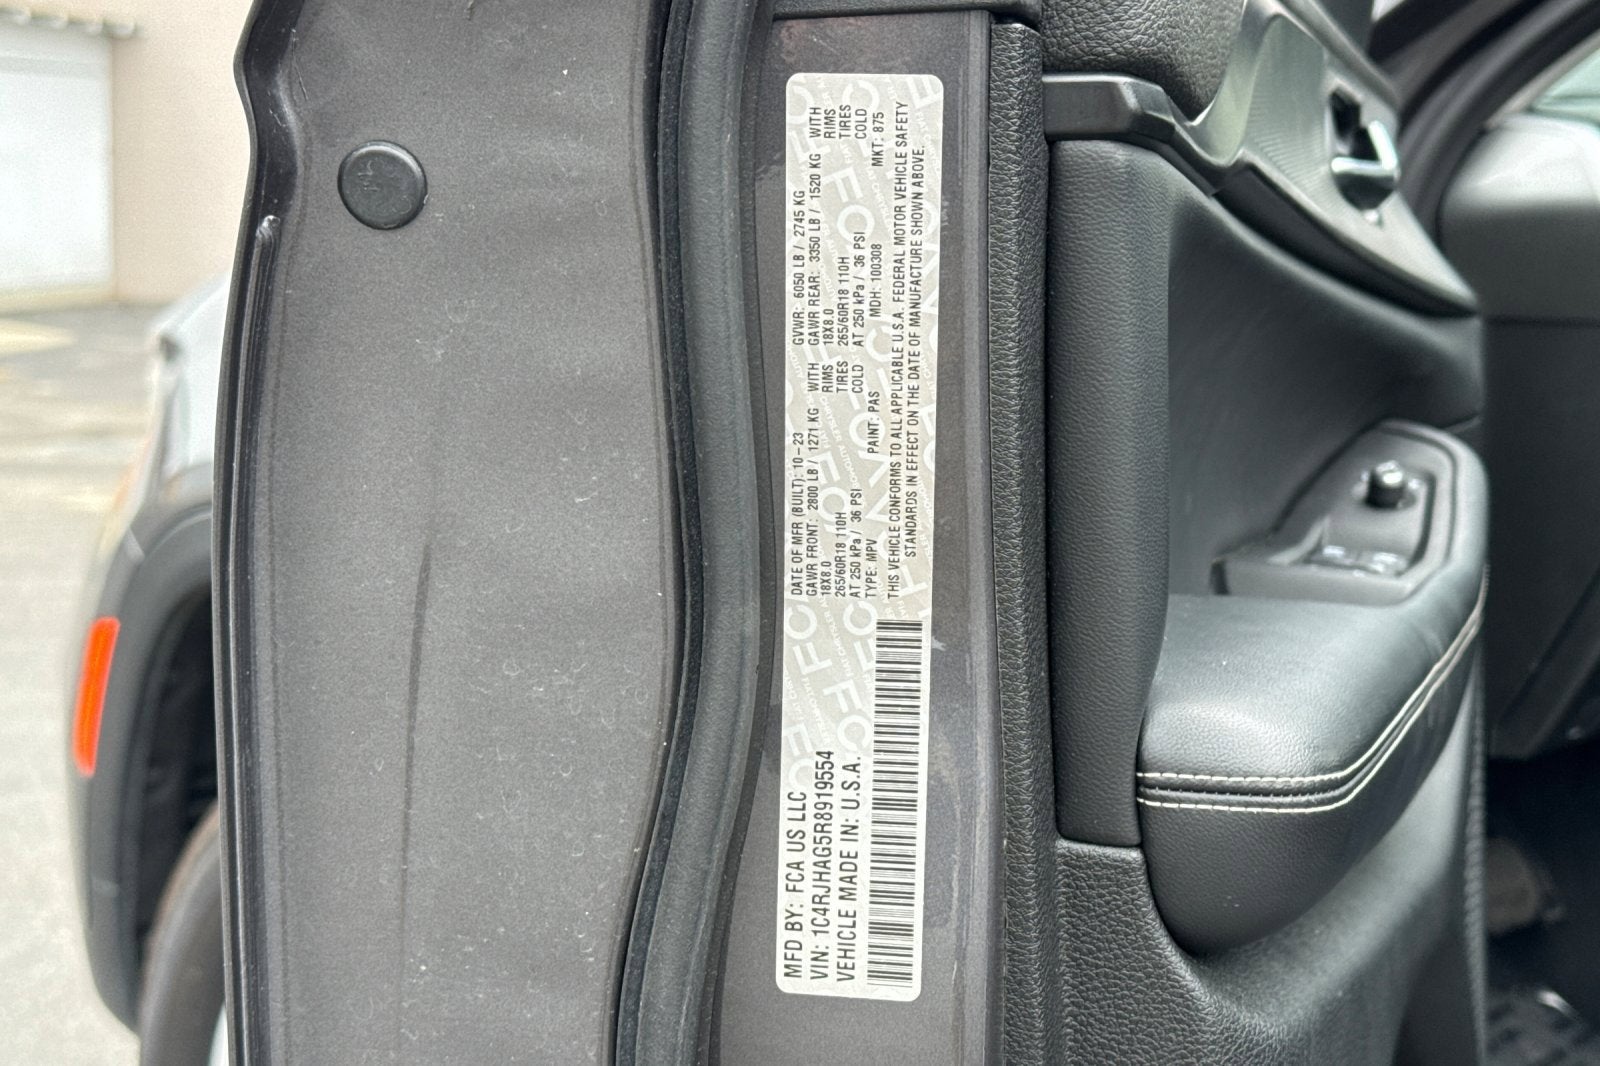 MFD BY: FCA US LLC
VIN: 1C4RJHAG5R8919554
VEHICLE MADE IN: U.S.A.
DATE OF MFR (BUILT): 10-23 GVWR: 6050 LB / 2745 KG
GAWR FRONT: 2800 LB / 1271 KG WITH GAWR REAR: 3350 LB / 1520 KG WITH
18X8.0 RIMS 18X8.0 RIMS
265/60R18 110H TIRES 265/60R18 110H TIRES
AT 250 kPa / 36 PSI COLD AT 250 kPa / 36 PSI COLD
TYPE: MPV PAINT: PAS MDH: 100308 MKT: 875
THIS VEHICLE CONFORMS TO ALL APPLICABLE U.S.A. FEDERAL MOTOR VEHICLE SAFETY
STANDARDS IN EFFECT ON THE DATE OF MANUFACTURE SHOWN ABOVE.